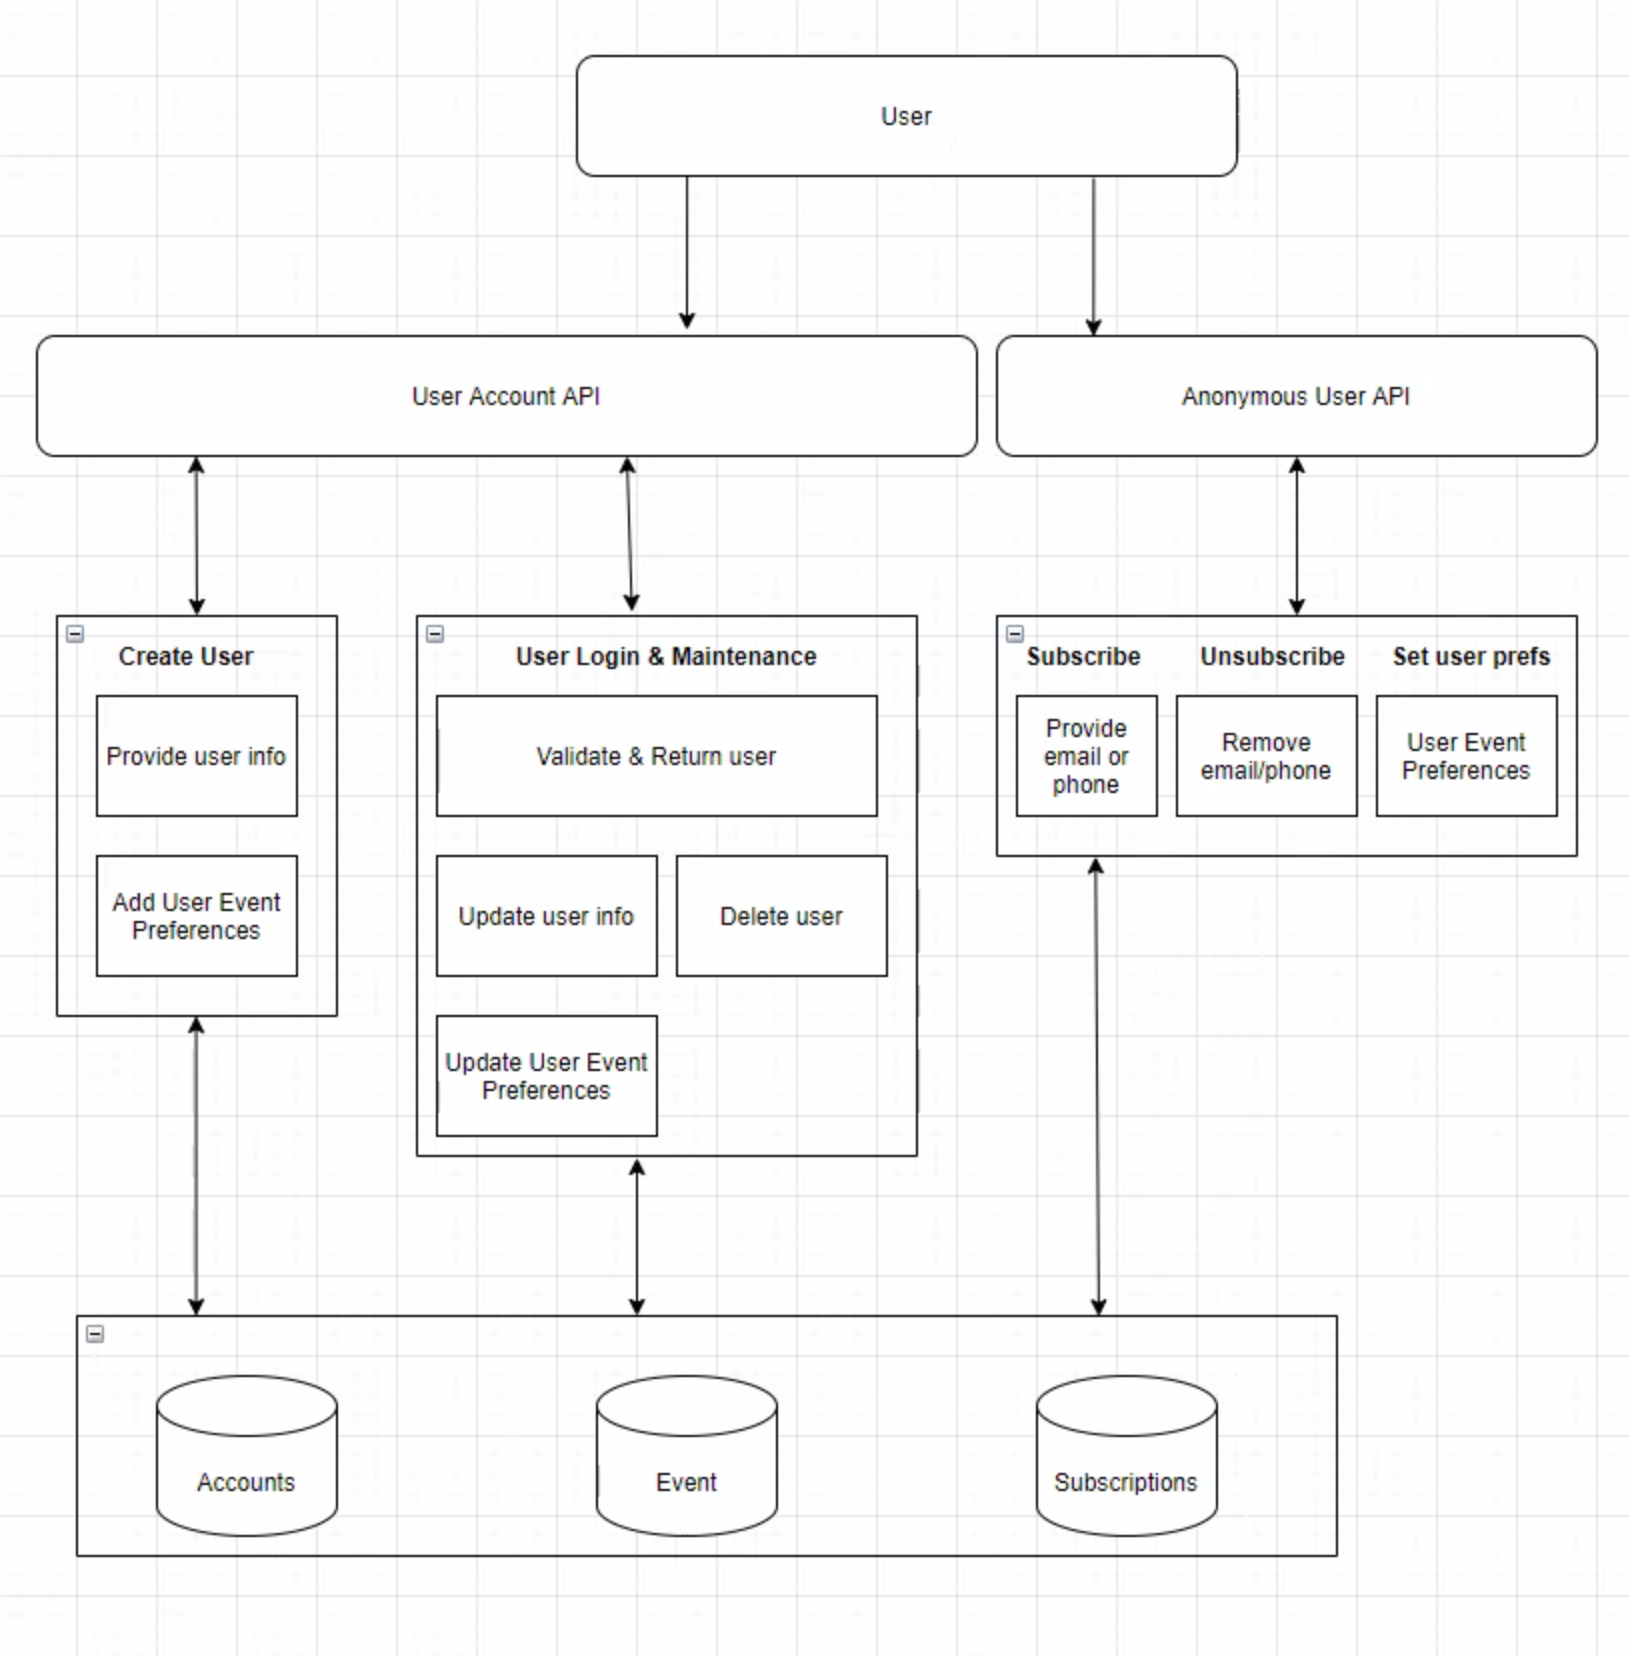 User
User Account API
Anonymous User API
Create User
Provide user info
Add User Event
Preferences
User Login & Maintenance
Validate & Return user
Update user info
Delete user
Update User Event
Preferences
Subscribe
Provide
email or
phone
Unsubscribe
Remove
email/phone
Set user prefs
User Event
Preferences
Accounts
Event
Subscriptions